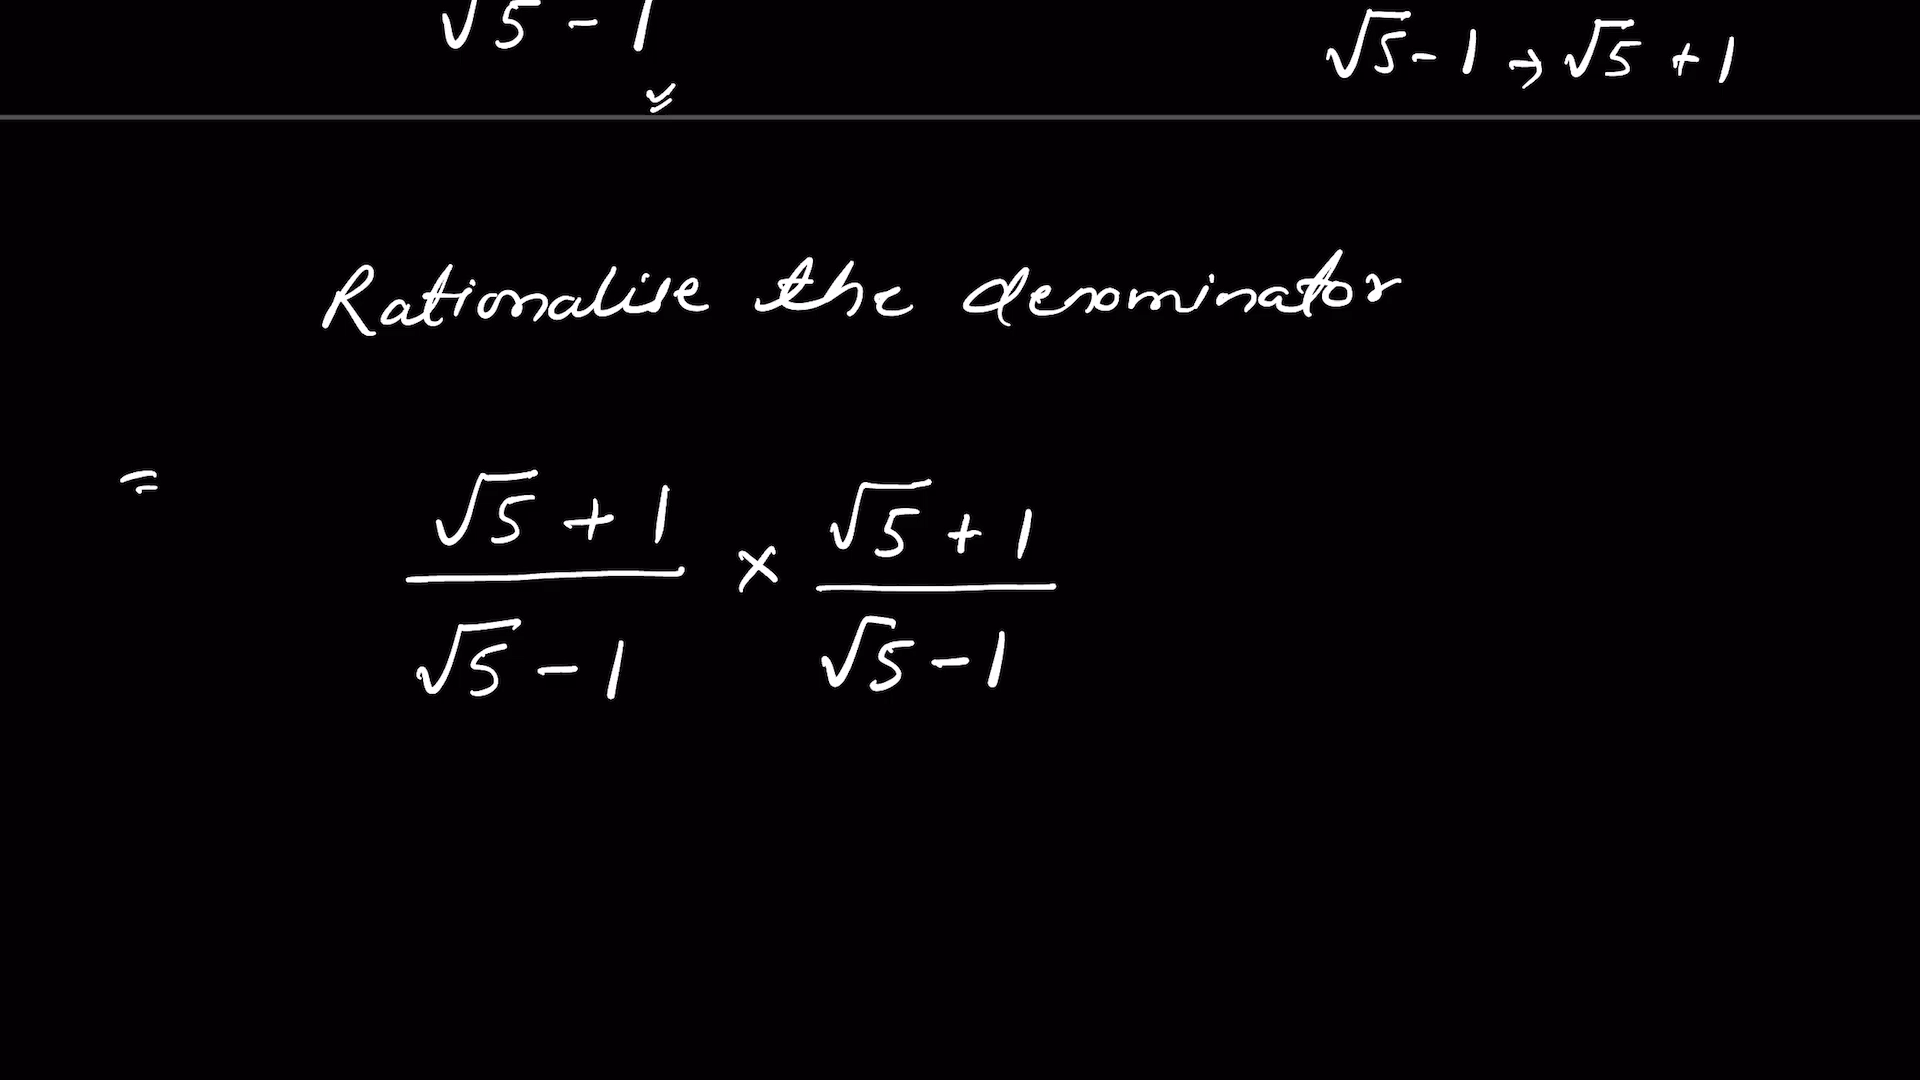 √5 - 1
√5 - 1 → √5 + 1
Rationalise the denominator
= (√5 + 1)/(√5 - 1) × (√5 + 1)/(√5 - 1)